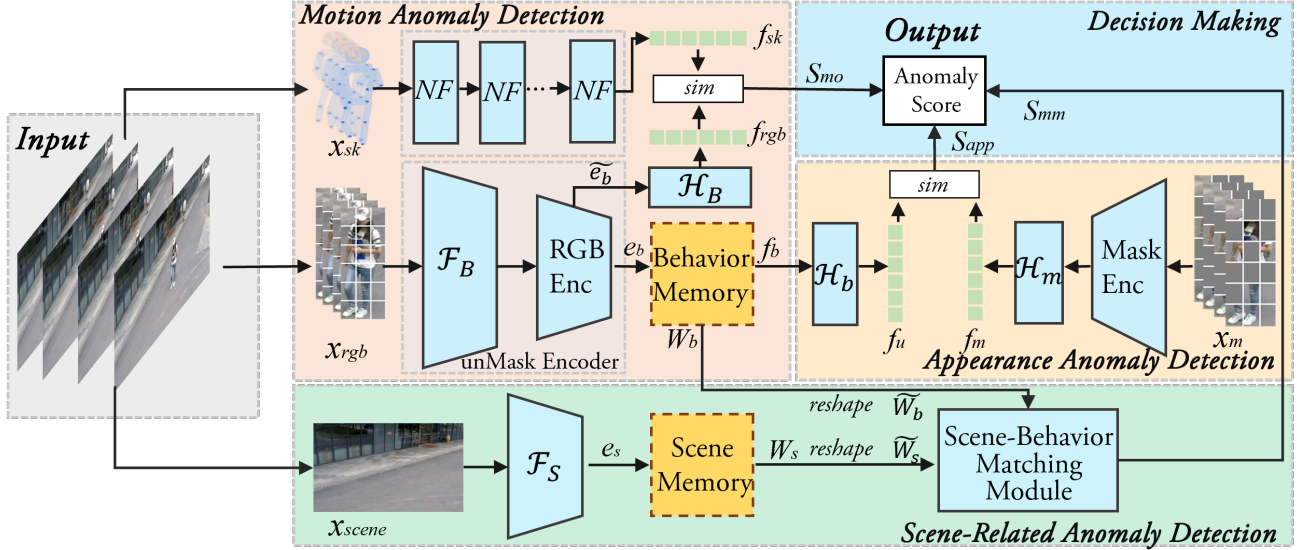 Motion Anomaly Detection
Decision Making
Output
Input
x_sk
NF
NF
...
NF
f_sk
sim
S_mo
Anomaly
Score
S_mm
f_rgb
S_app
ẽ_b
ℋ_B
sim
x_rgb
ℱ_B
RGB
Enc
e_b
Behavior
Memory
f_b
ℋ_b
f_u
f_m
ℋ_m
Mask
Enc
x_m
unMask Encoder
W_b
Appearance Anomaly Detection
reshape W̃_b
x_scene
ℱ_S
e_s
Scene
Memory
W_s reshape W̃_s
Scene-Behavior
Matching
Module
Scene-Related Anomaly Detection